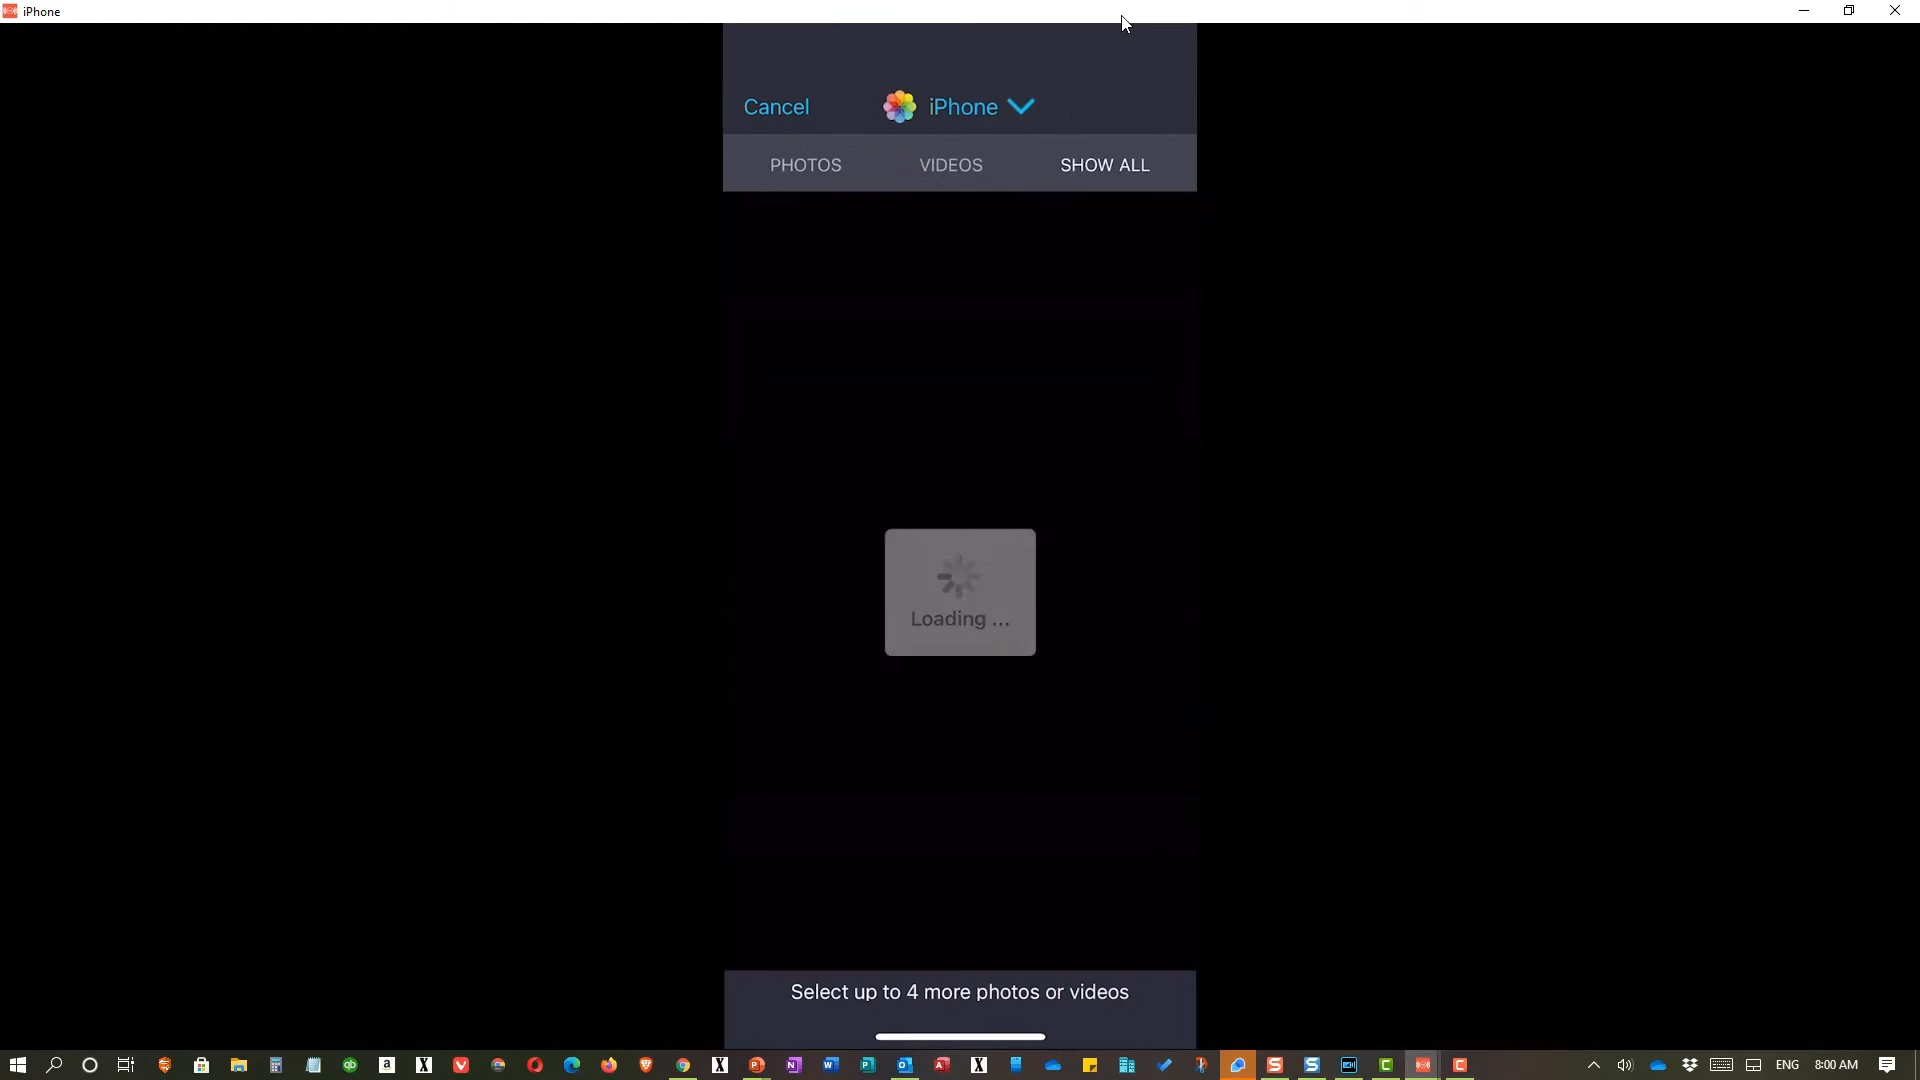 iPhone
Cancel
iPhone
PHOTOS VIDEOS SHOW ALL
Loading ...
Select up to 4 more photos or videos
ENG 8:00 AM